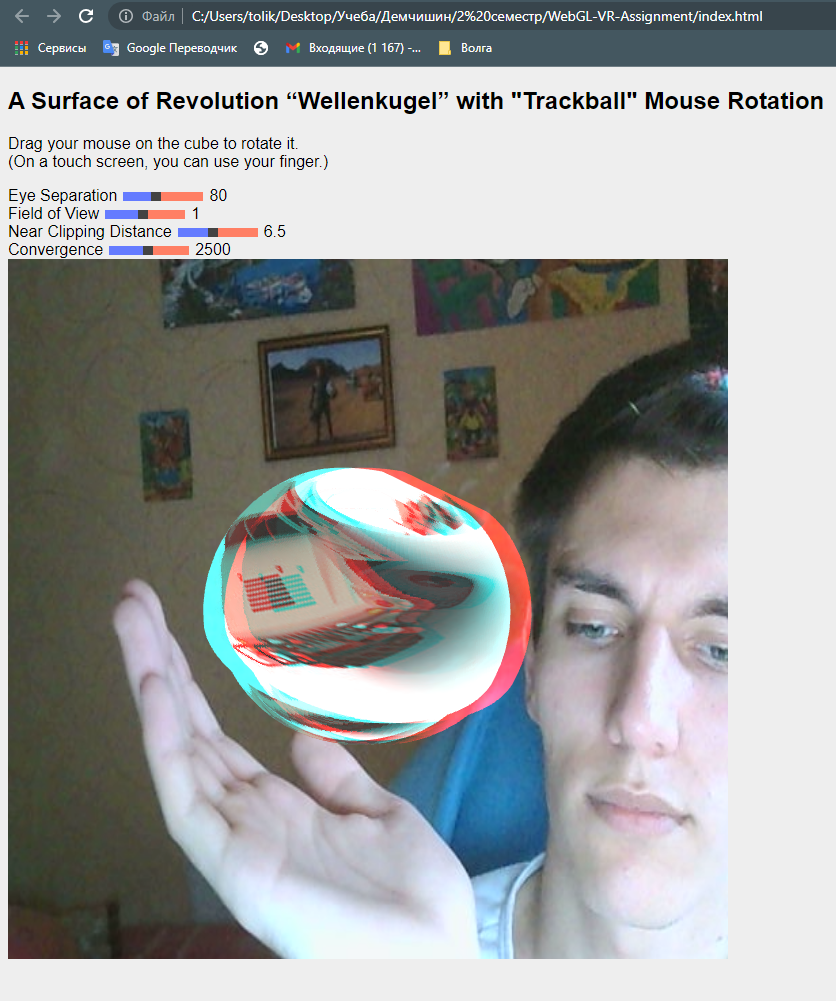 Файл | C:/Users/tolik/Desktop/Учеба/Демчишин/2%20семестр/WebGL-VR-Assignment/index.html
Сервисы Google Переводчик Входящие (1 167) -... Волга
A Surface of Revolution “Wellenkugel” with "Trackball" Mouse Rotation
Drag your mouse on the cube to rotate it.
(On a touch screen, you can use your finger.)
Eye Separation 80
Field of View 1
Near Clipping Distance 6.5
Convergence 2500